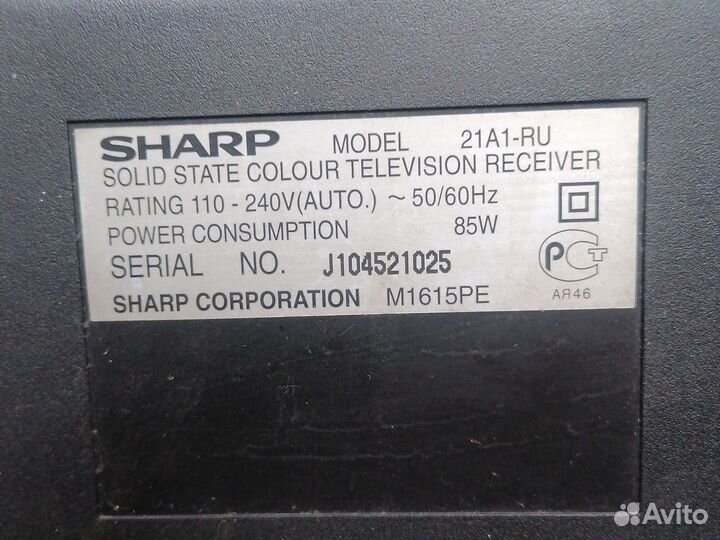 SHARP MODEL 21A1-RU
SOLID STATE COLOUR TELEVISION RECEIVER
RATING 110 - 240V(AUTO.) ~ 50/60Hz
POWER CONSUMPTION 85W
SERIAL NO. J104521025
SHARP CORPORATION M1615PE
РСТ
АЯ46
Avito